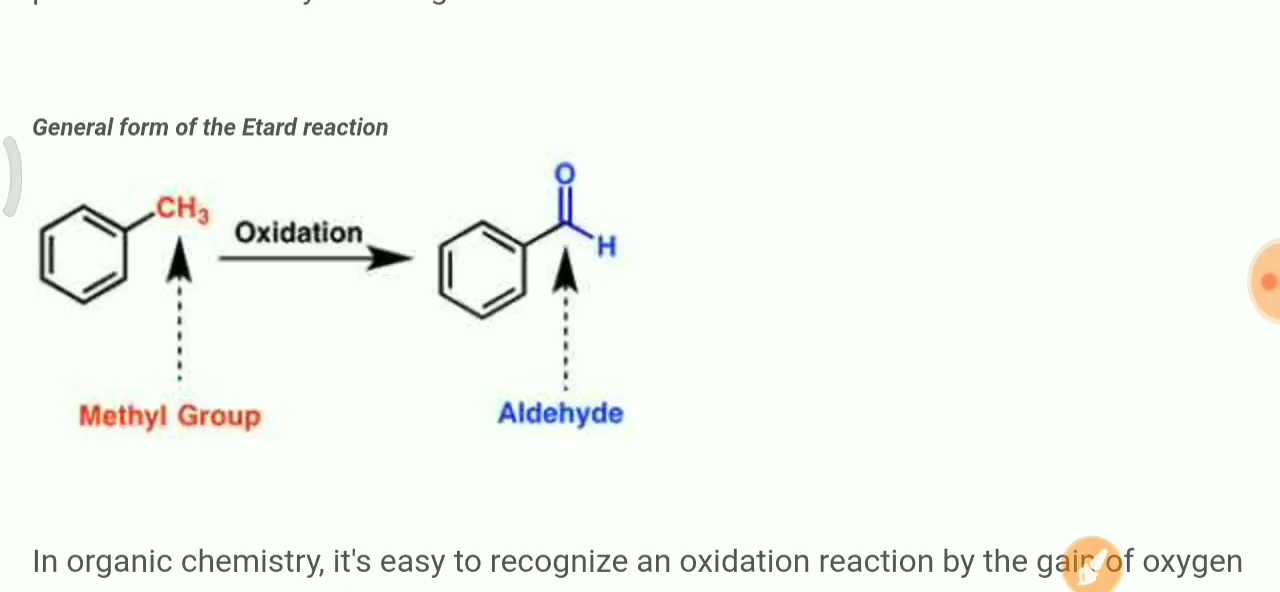 General form of the Etard reaction
O
CH3
Oxidation
H
Methyl Group
Aldehyde
In organic chemistry, it's easy to recognize an oxidation reaction by the gain of oxygen